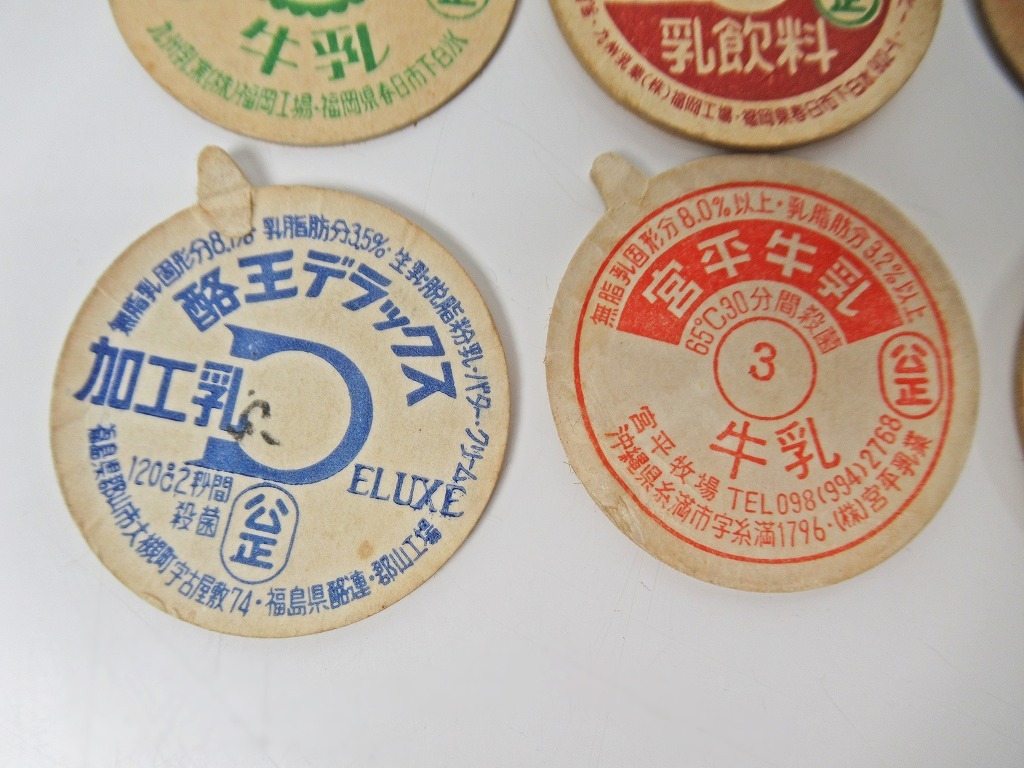 牛
九州乳業(株)福岡工場・福岡県春日市下白水
乳飲料
九州乳業(株)福岡工場・福岡県春日市下白水
無脂乳固形分8.1% 乳脂肪分3.5% 生乳脱脂粉乳・バター・クリーム
酪王デラックス
加工乳
DELUXE
120℃2秒間
殺菌
公正
福島県郡山市大槻町字古屋敷74・福島県酪連・郡山工場
無脂乳固形分8.0%以上・乳脂肪分3.2%以上
宮平牛乳
65°C30分間殺菌
3
公正
牛乳
宮平牧場 TEL098(994)2768
沖縄県糸満市字糸満1796・(株)宮平乳業